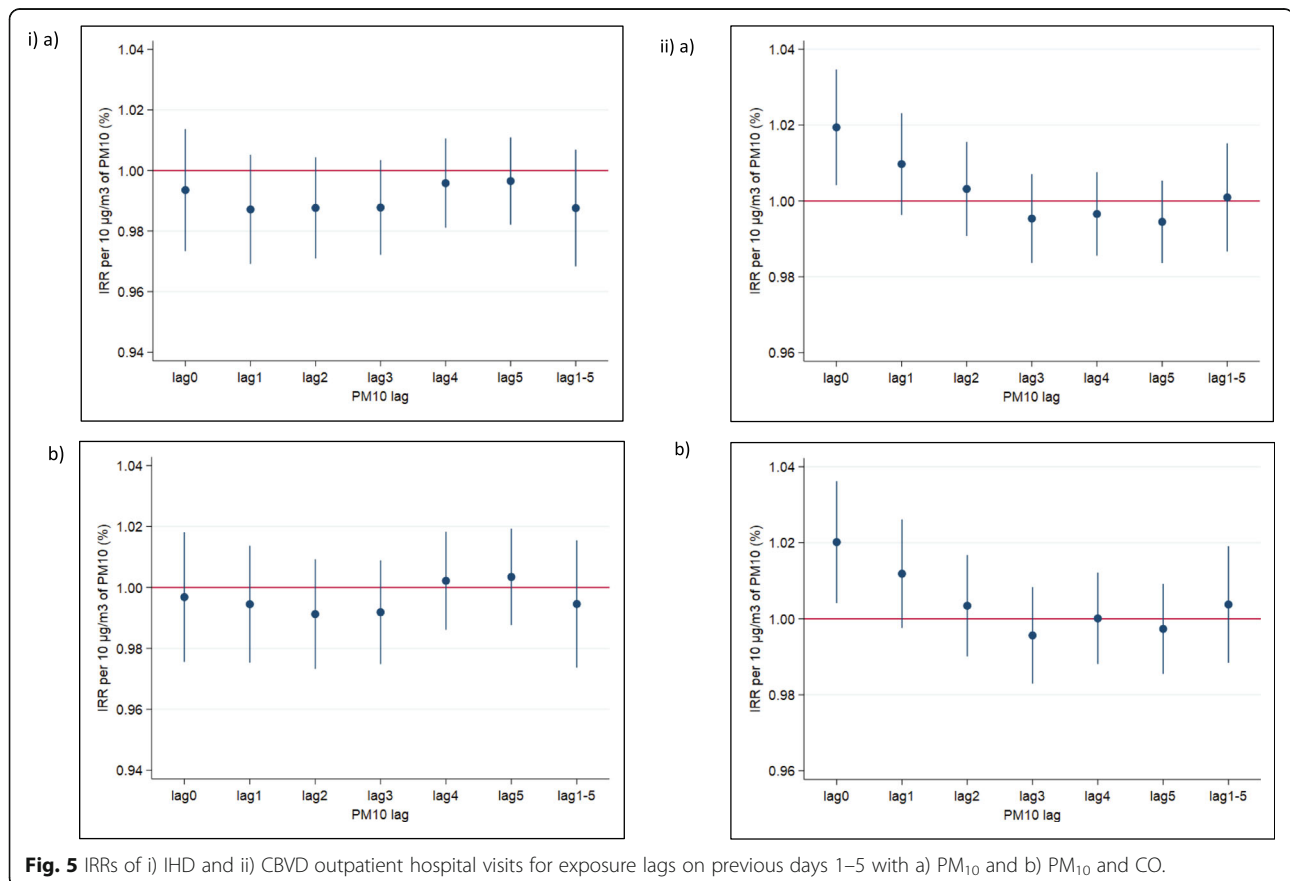 i) a)
1.04
1.02
1.00
0.98
0.96
0.94
IRR per 10 µg/m3 of PM10 (%)
lag0 lag1 lag2 lag3 lag4 lag5 lag1-5
PM10 lag
ii) a)
1.04
1.02
1.00
0.98
0.96
IRR per 10 µg/m3 of PM10 (%)
lag0 lag1 lag2 lag3 lag4 lag5 lag1-5
PM10 lag
b)
1.04
1.02
1.00
0.98
0.96
0.94
IRR per 10 µg/m3 of PM10 (%)
lag0 lag1 lag2 lag3 lag4 lag5 lag1-5
PM10 lag
b)
1.04
1.02
1.00
0.98
0.96
IRR per 10 µg/m3 of PM10 (%)
lag0 lag1 lag2 lag3 lag4 lag5 lag1-5
PM10 lag
Fig. 5 IRRs of i) IHD and ii) CBVD outpatient hospital visits for exposure lags on previous days 1–5 with a) PM₁₀ and b) PM₁₀ and CO.